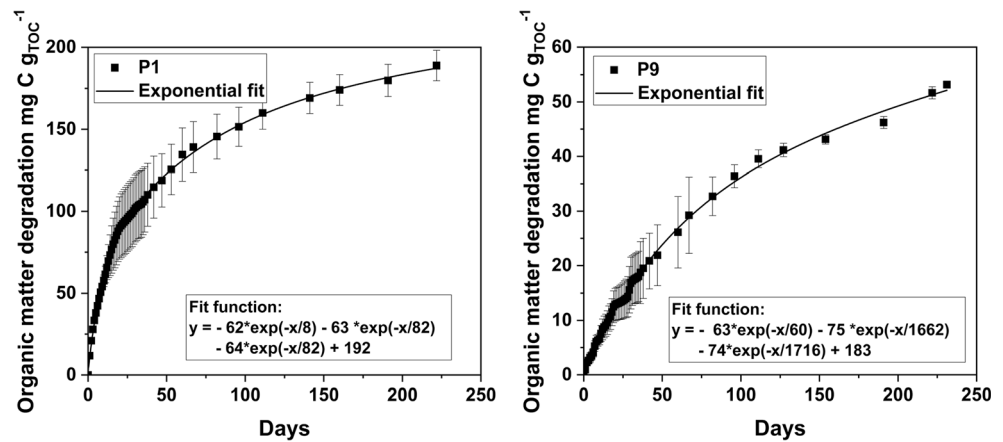 Organic matter degradation mg C gTOC-1
200
150
100
50
0
P1
Exponential fit
Fit function:
y = - 62*exp(-x/8) - 63 *exp(-x/82)
- 64*exp(-x/82) + 192
0 50 100 150 200 250
Days
Organic matter degradation mg C gTOC-1
60
50
40
30
20
10
0
P9
Exponential fit
Fit function:
y = - 63*exp(-x/60) - 75 *exp(-x/1662)
- 74*exp(-x/1716) + 183
0 50 100 150 200 250
Days